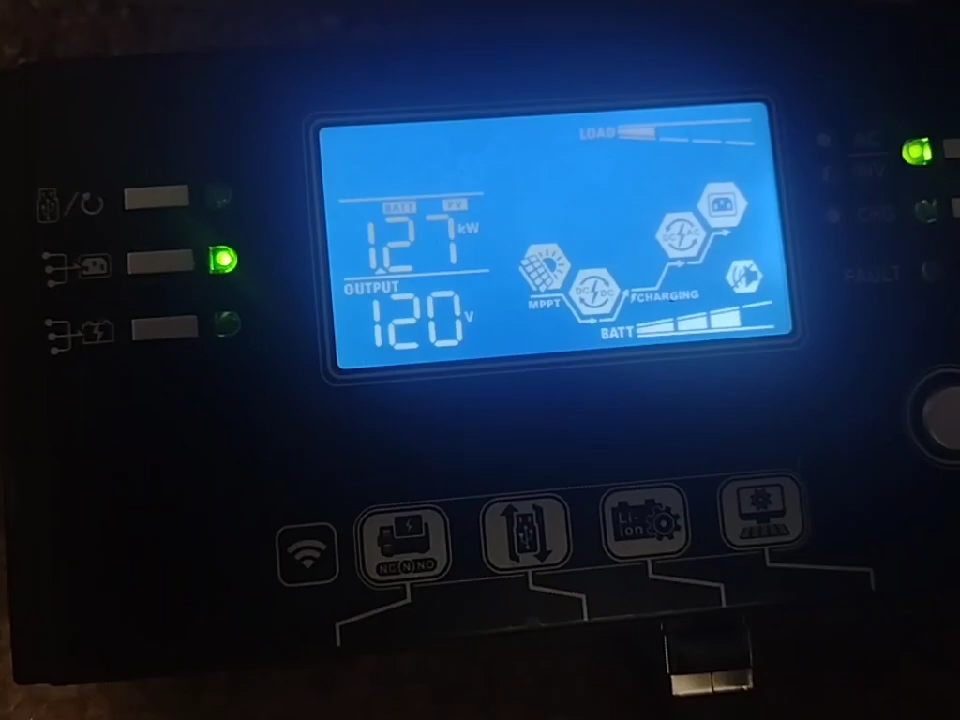 LOAD
BATT PV
1.27 kW
OUTPUT
120 V
MPPT
DC DC
DC AC
CHARGING
BATT
AC
INV
CHG
FAULT
NC (N) NO
Li-
ion